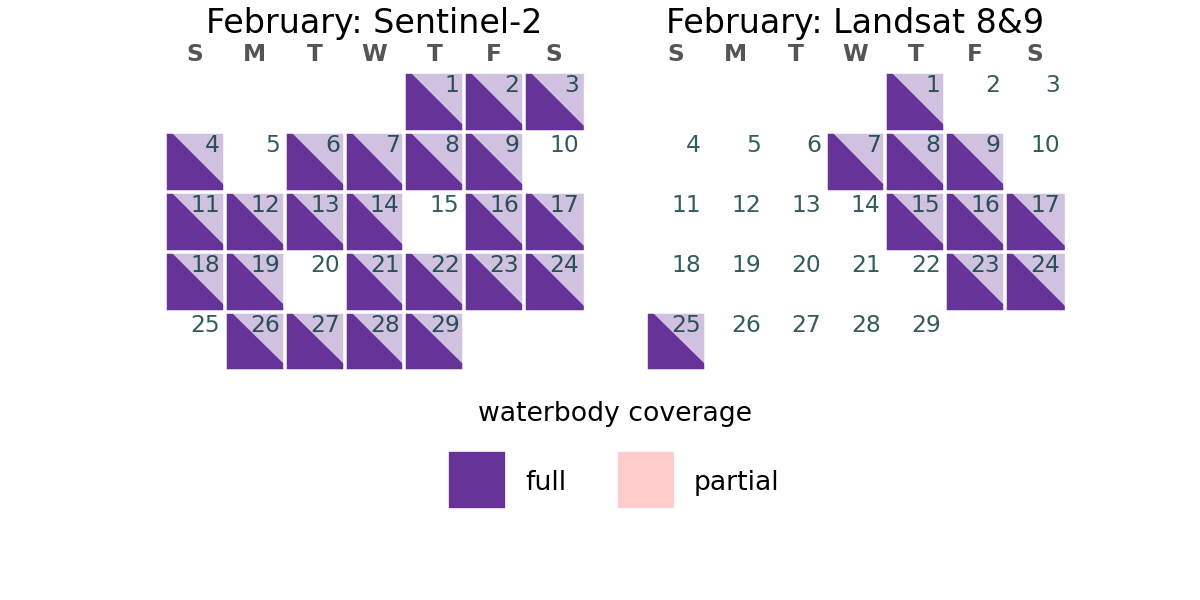 February: Sentinel-2
S M T W T F S
1 2 3
4 5 6 7 8 9 10
11 12 13 14 15 16 17
18 19 20 21 22 23 24
25 26 27 28 29
February: Landsat 8&9
S M T W T F S
1 2 3
4 5 6 7 8 9 10
11 12 13 14 15 16 17
18 19 20 21 22 23 24
25 26 27 28 29
waterbody coverage
full partial